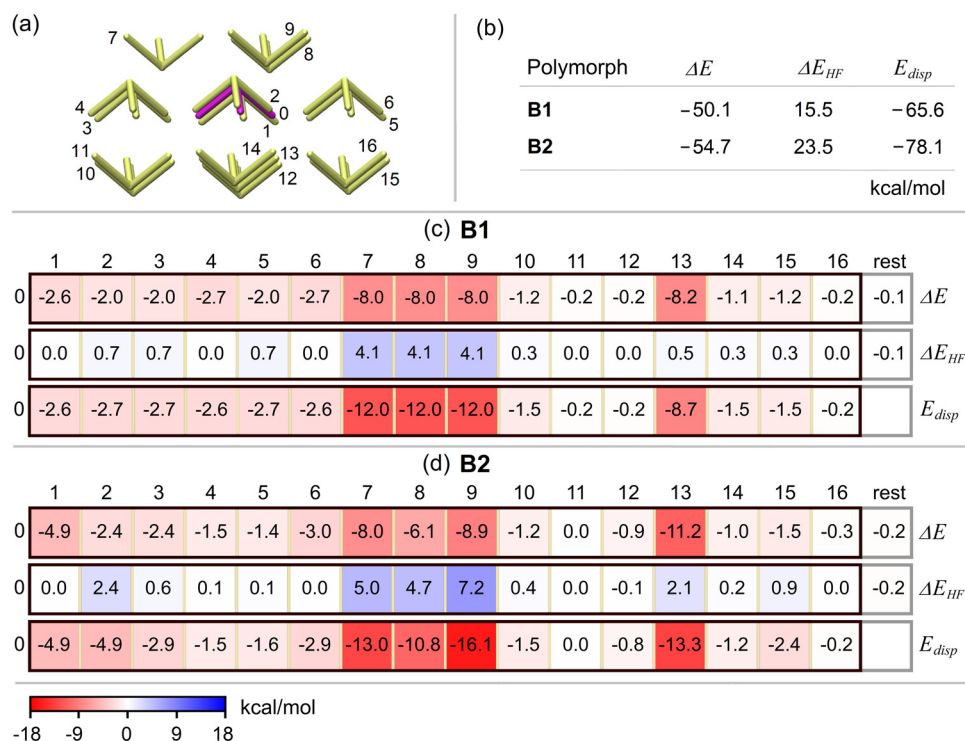 (a)
7 9
8
4 2 6
3 0 5
1
11 14 13 16
10 12 15
(b)
Polymorph ΔE ΔE_HF E_disp
B1 −50.1 15.5 −65.6
B2 −54.7 23.5 −78.1
kcal/mol
(c) B1
1 2 3 4 5 6 7 8 9 10 11 12 13 14 15 16 rest
0 -2.6 -2.0 -2.0 -2.7 -2.0 -2.7 -8.0 -8.0 -8.0 -1.2 -0.2 -0.2 -8.2 -1.1 -1.2 -0.2 -0.1 ΔE
0 0.0 0.7 0.7 0.0 0.7 0.0 4.1 4.1 4.1 0.3 0.0 0.0 0.5 0.3 0.3 0.0 -0.1 ΔE_HF
0 -2.6 -2.7 -2.7 -2.6 -2.7 -2.6 -12.0 -12.0 -12.0 -1.5 -0.2 -0.2 -8.7 -1.5 -1.5 -0.2 E_disp
(d) B2
1 2 3 4 5 6 7 8 9 10 11 12 13 14 15 16 rest
0 -4.9 -2.4 -2.4 -1.5 -1.4 -3.0 -8.0 -6.1 -8.9 -1.2 0.0 -0.9 -11.2 -1.0 -1.5 -0.3 -0.2 ΔE
0 0.0 2.4 0.6 0.1 0.1 0.0 5.0 4.7 7.2 0.4 0.0 -0.1 2.1 0.2 0.9 0.0 -0.2 ΔE_HF
0 -4.9 -4.9 -2.9 -1.5 -1.6 -2.9 -13.0 -10.8 -16.1 -1.5 0.0 -0.8 -13.3 -1.2 -2.4 -0.2 E_disp
kcal/mol
-18 -9 0 9 18